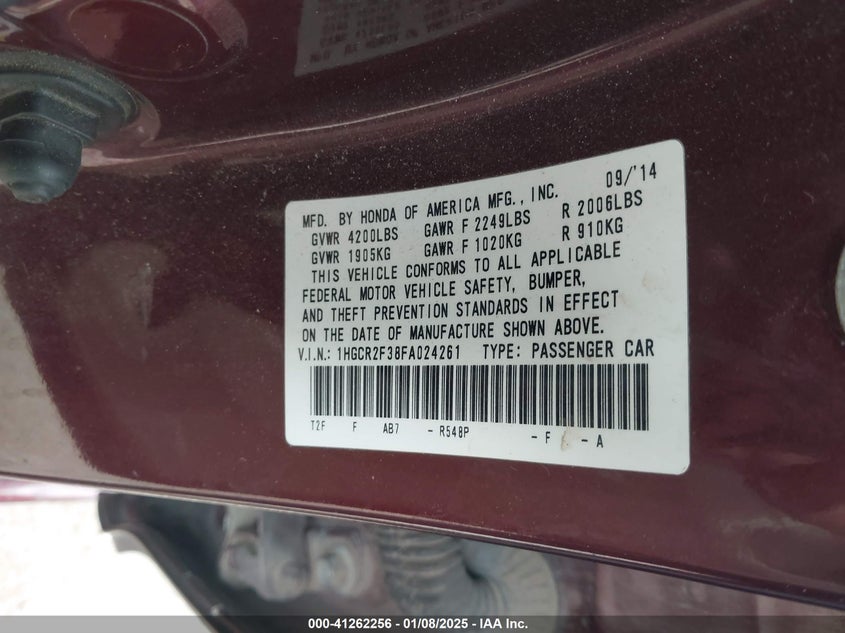 09/'14
MFD. BY HONDA OF AMERICA MFG., INC.
GVWR 4200LBS GAWR F 2249LBS R 2006LBS
GVWR 1905KG GAWR F 1020KG R 910KG
THIS VEHICLE CONFORMS TO ALL APPLICABLE
FEDERAL MOTOR VEHICLE SAFETY, BUMPER,
AND THEFT PREVENTION STANDARDS IN EFFECT
ON THE DATE OF MANUFACTURE SHOWN ABOVE.
V.I.N.: 1HGCR2F38FA024261 TYPE: PASSENGER CAR
T2F F AB7 - R548P - F - A
000-41262256 - 01/08/2025 - IAA Inc.